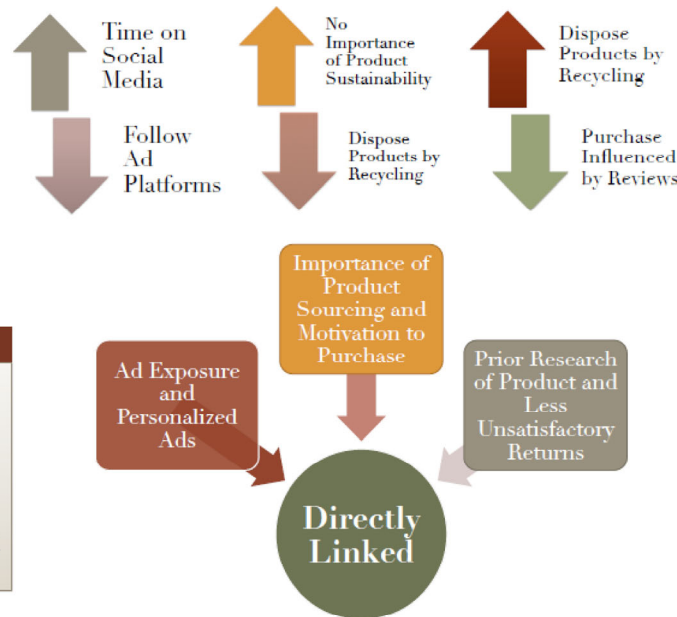 Time on
Social
Media
Follow
Ad
Platforms
No
Importance
of Product
Sustainability
Dispose
Products by
Recycling
Dispose
Products by
Recycling
Purchase
Influenced
by Reviews
Importance of
Product
Sourcing and
Motivation to
Purchase
Ad Exposure
and
Personalized
Ads
Prior Research
of Product and
Less
Unsatisfactory
Returns
Directly
Linked